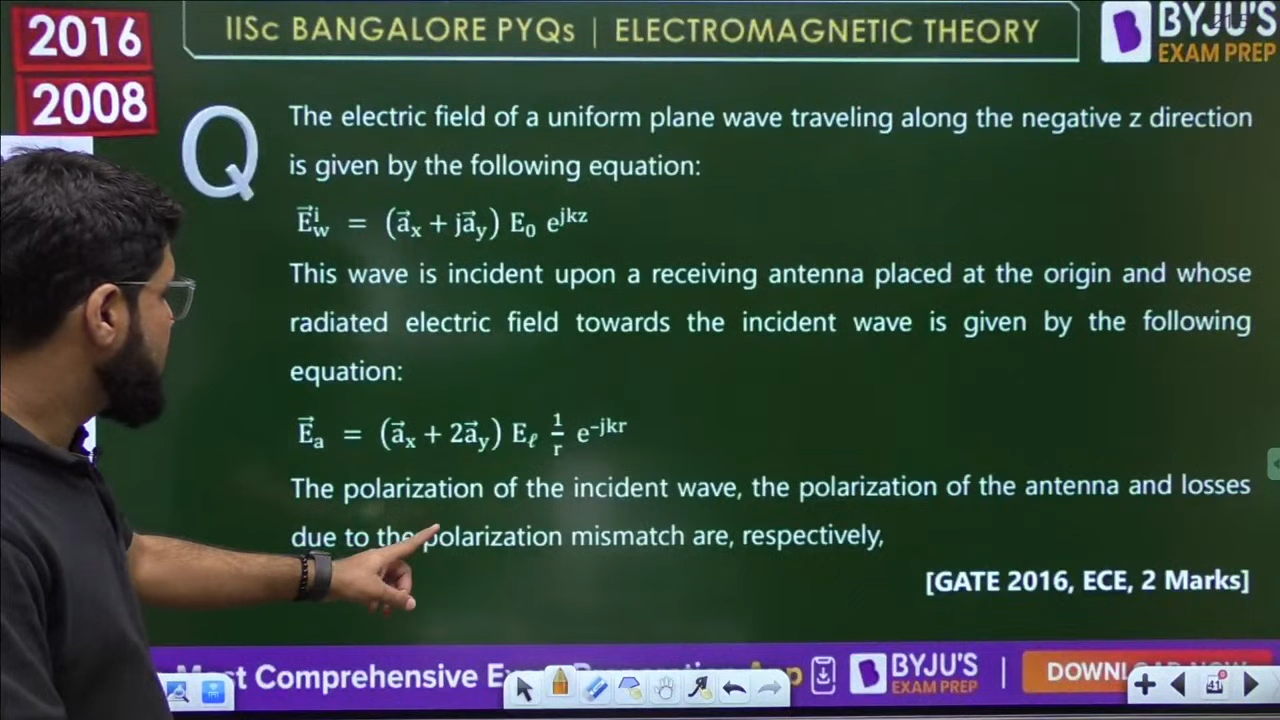 2016
2008
IISc BANGALORE PYQs | ELECTROMAGNETIC THEORY
BYJU'S
EXAM PREP
Q
The electric field of a uniform plane wave traveling along the negative z direction
is given by the following equation:
E⃗ⁱw = (a⃗x + ja⃗y) E₀ e^jkz
This wave is incident upon a receiving antenna placed at the origin and whose
radiated electric field towards the incident wave is given by the following
equation:
E⃗a = (a⃗x + 2a⃗y) Eℓ 1/r e^-jkr
The polarization of the incident wave, the polarization of the antenna and losses
due to the polarization mismatch are, respectively,
[GATE 2016, ECE, 2 Marks]
st Comprehensive
BYJU'S
EXAM PREP
41